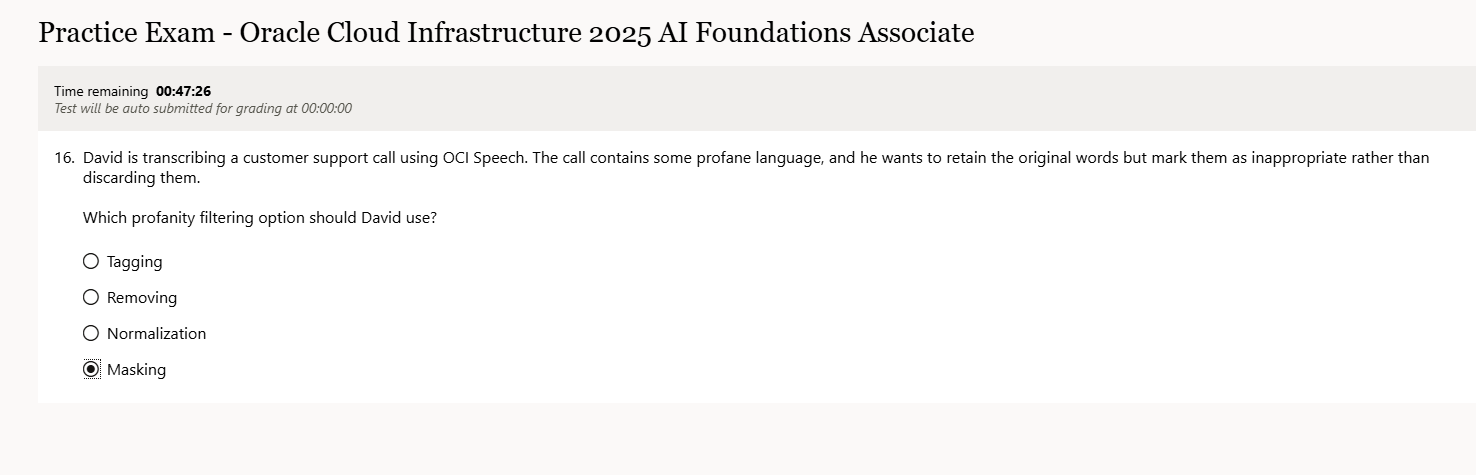 Practice Exam - Oracle Cloud Infrastructure 2025 AI Foundations Associate
Time remaining 00:47:26
Test will be auto submitted for grading at 00:00:00
16. David is transcribing a customer support call using OCI Speech. The call contains some profane language, and he wants to retain the original words but mark them as inappropriate rather than
discarding them.
Which profanity filtering option should David use?
Tagging
Removing
Normalization
Masking